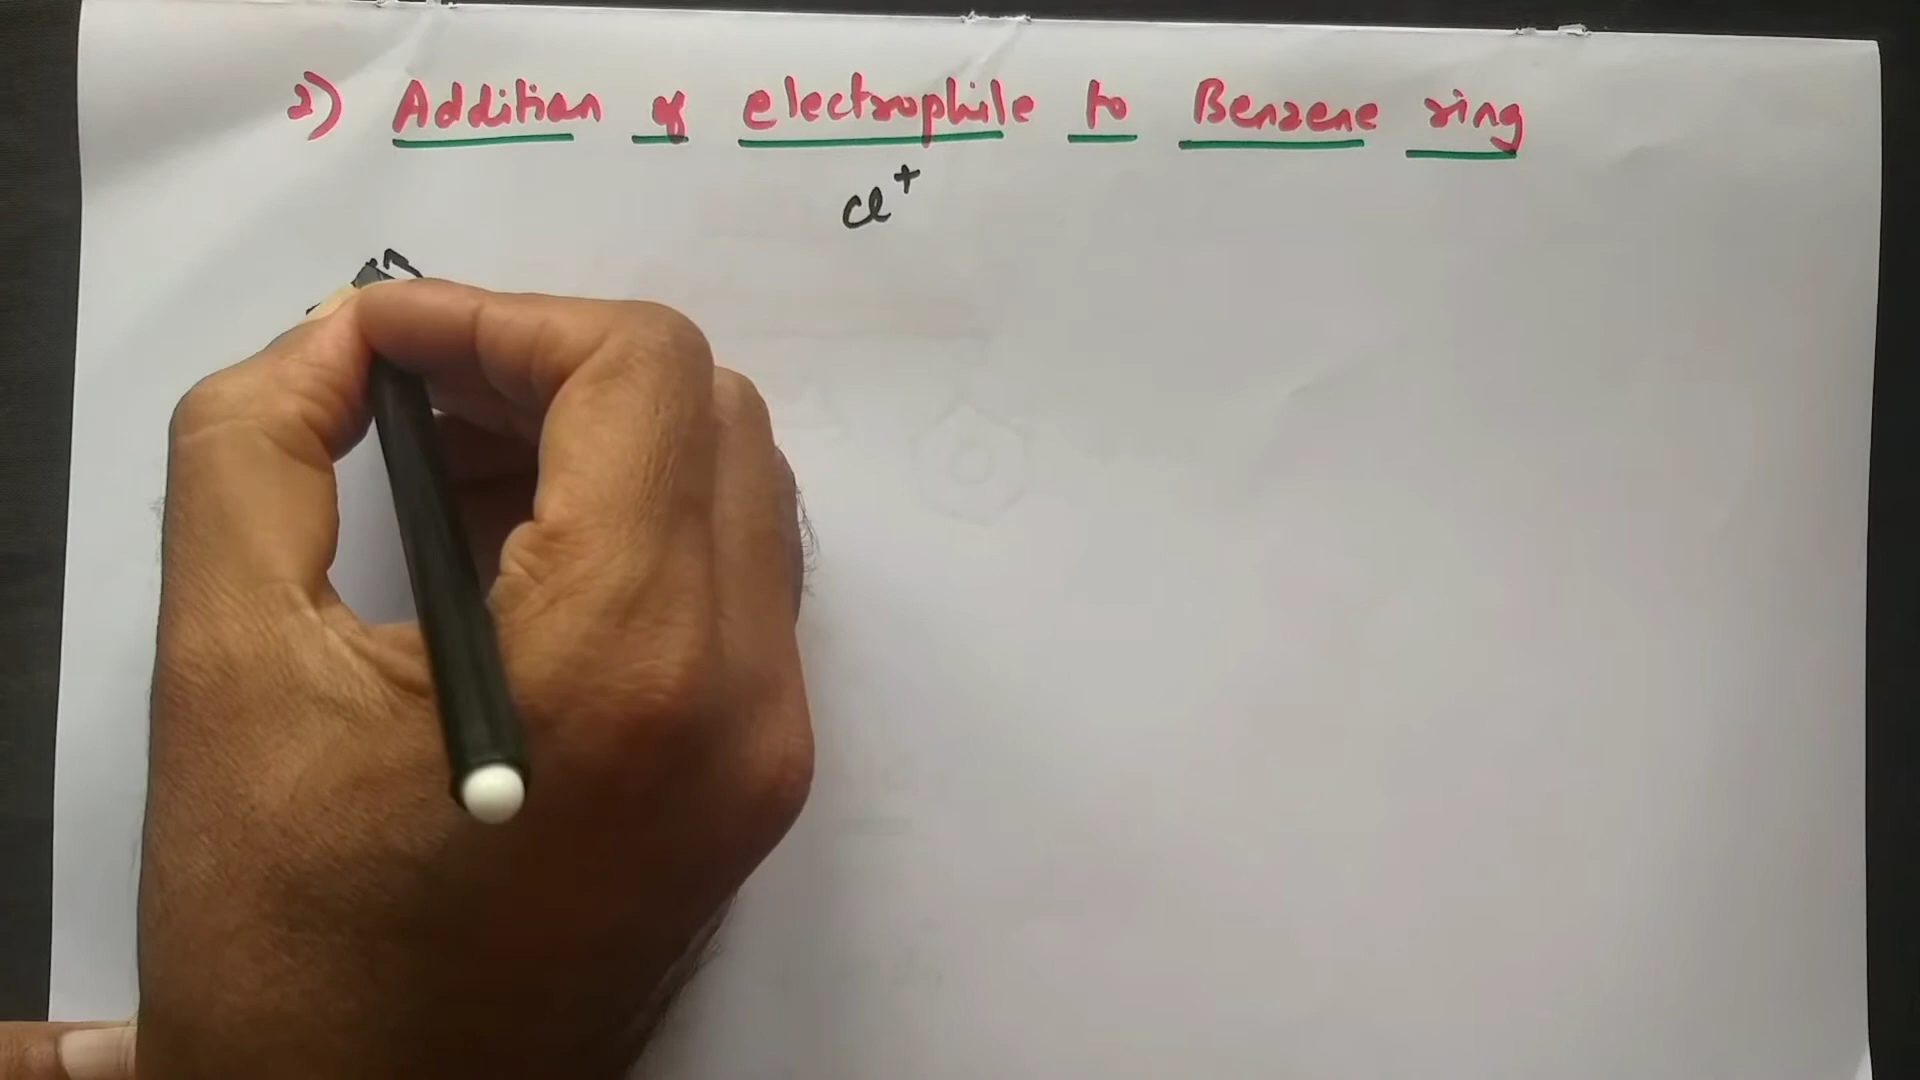 2) Addition of electrophile to Benzene ring
Cl+